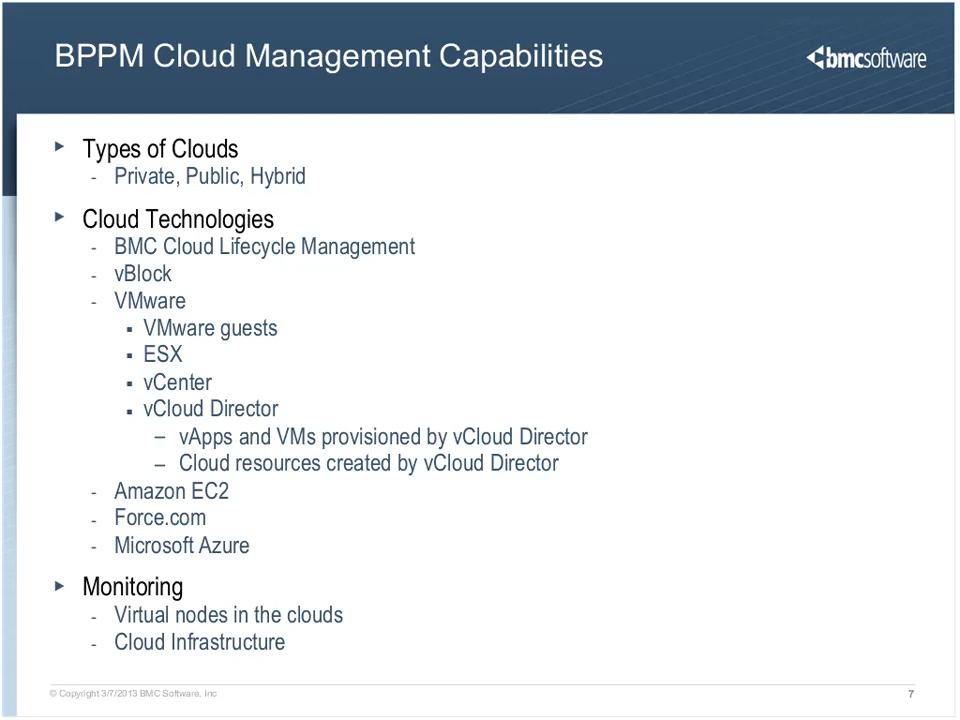 BPPM Cloud Management Capabilities
bmcsoftware
Types of Clouds
- Private, Public, Hybrid
Cloud Technologies
- BMC Cloud Lifecycle Management
- vBlock
- VMware
▪ VMware guests
▪ ESX
▪ vCenter
▪ vCloud Director
– vApps and VMs provisioned by vCloud Director
– Cloud resources created by vCloud Director
- Amazon EC2
- Force.com
- Microsoft Azure
Monitoring
- Virtual nodes in the clouds
- Cloud Infrastructure
© Copyright 3/7/2013 BMC Software, Inc
7